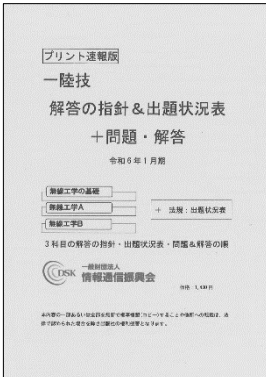 プリント速報版
一陸技
解答の指針＆出題状況表
＋問題・解答
令和6年1月期
無線工学の基礎
無線工学A
無線工学B
＋ 法規：出題状況表
3科目の解答の指針・出題状況表・問題＆解答の順
DSK
一般財団法人
情報通信振興会